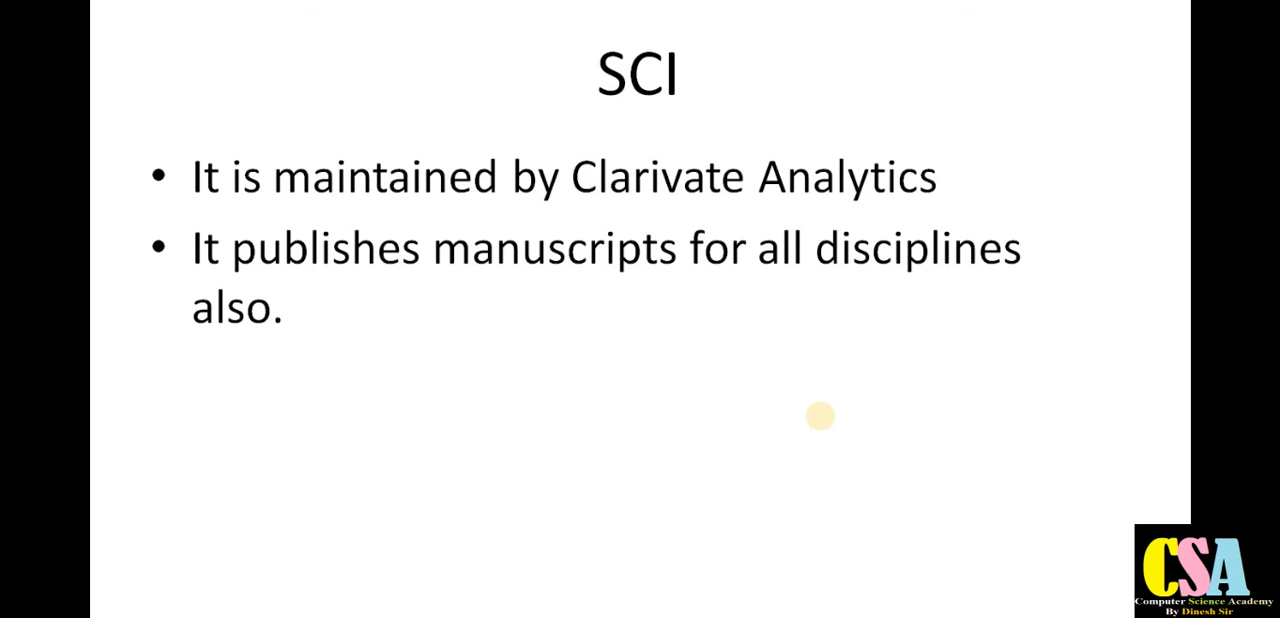 SCI
• It is maintained by Clarivate Analytics
• It publishes manuscripts for all disciplines
also.
CSA
Computer Science Academy
By Dinesh Sir